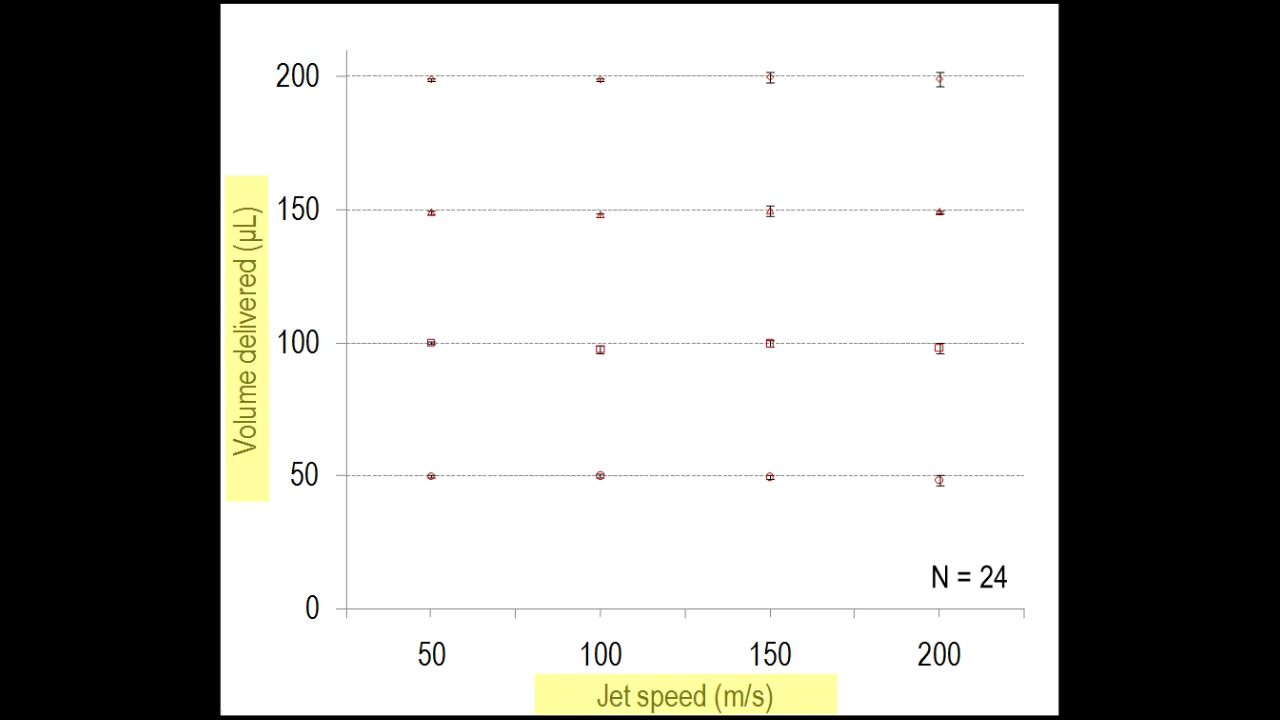 200
150
100
50
0
Volume delivered (µL)
N = 24
50 100 150 200
Jet speed (m/s)